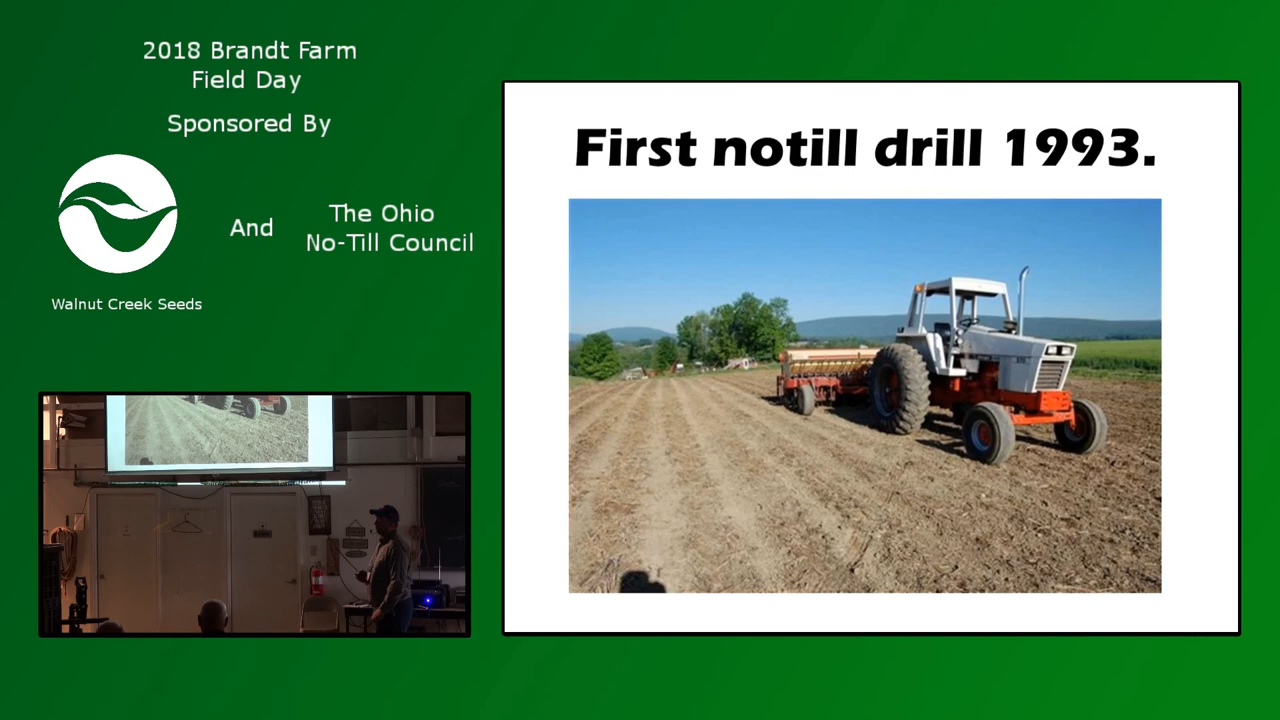 2018 Brandt Farm
Field Day
Sponsored By
And
The Ohio
No-Till Council
Walnut Creek Seeds
First notill drill 1993.